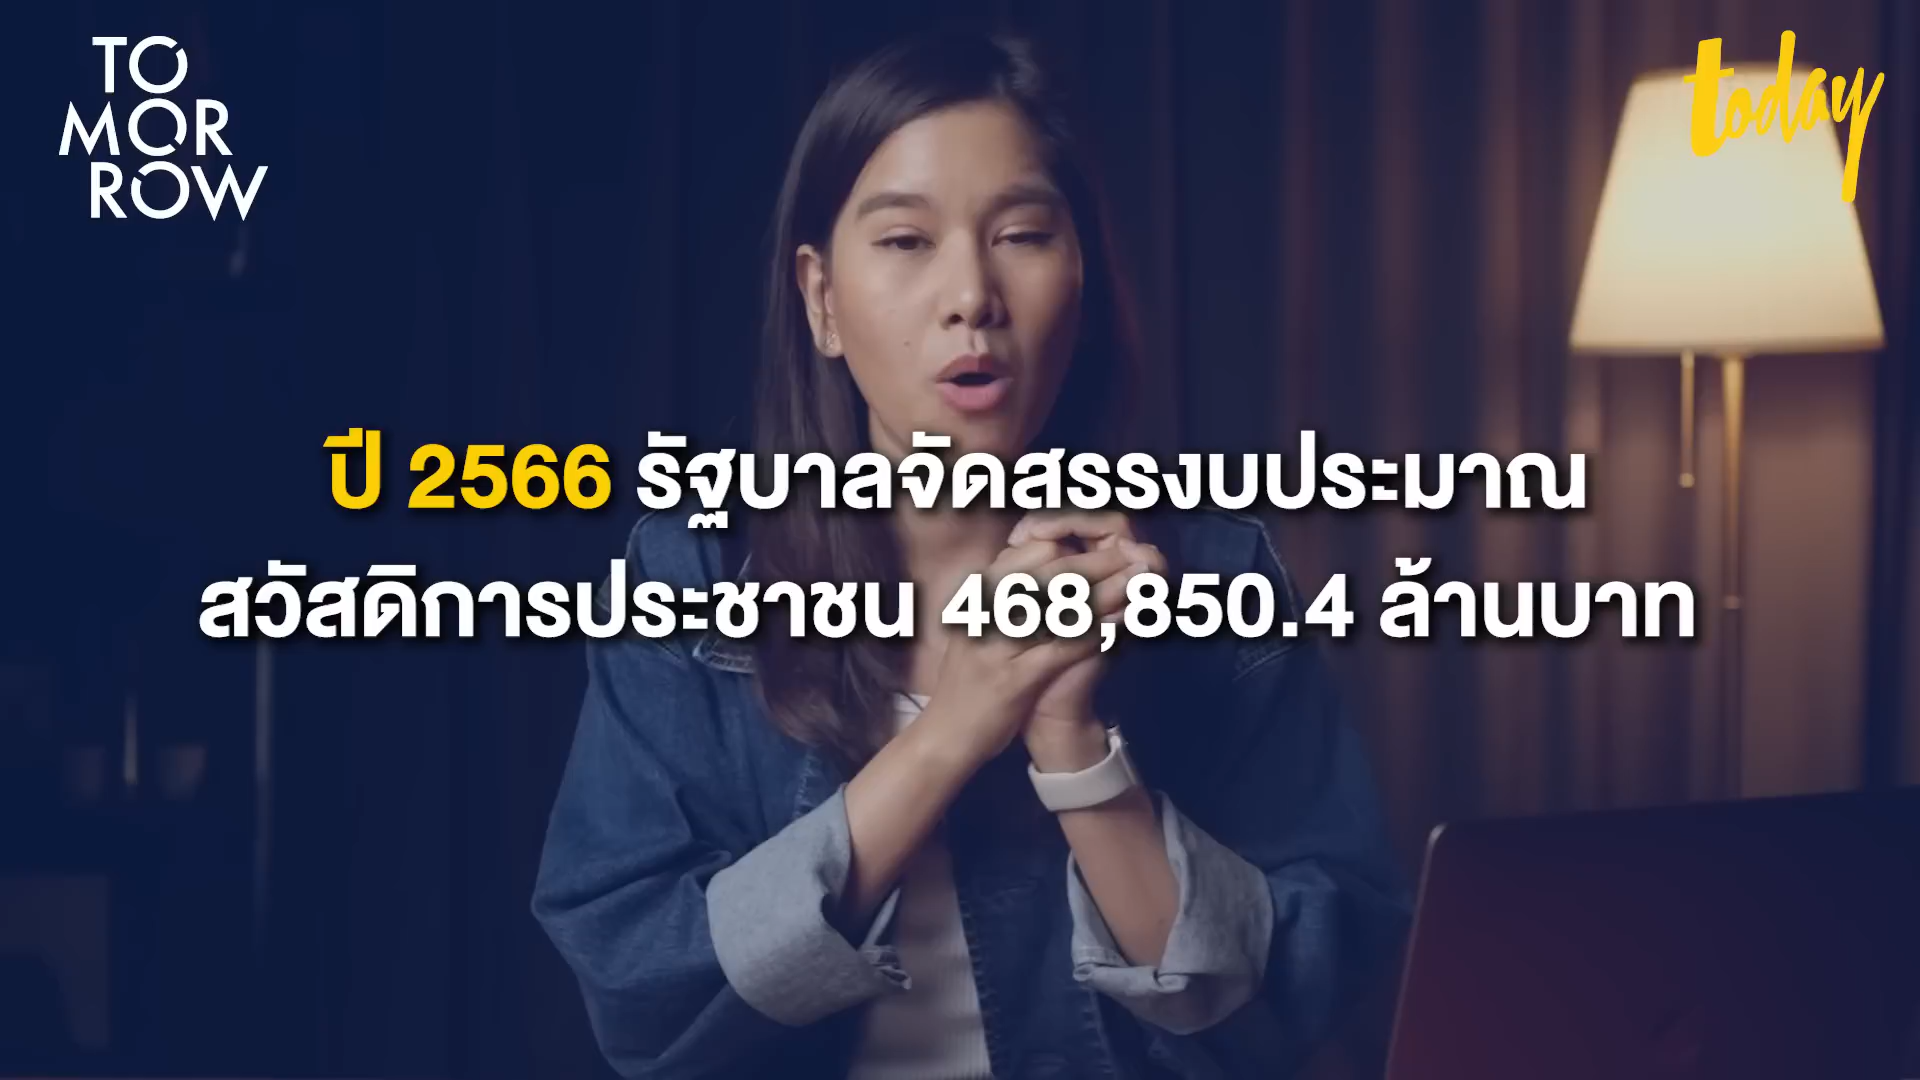 TO
MOR
ROW
today
ปี 2566 รัฐบาลจัดสรรงบประมาณ
สวัสดิการประชาชน 468,850.4 ล้านบาท